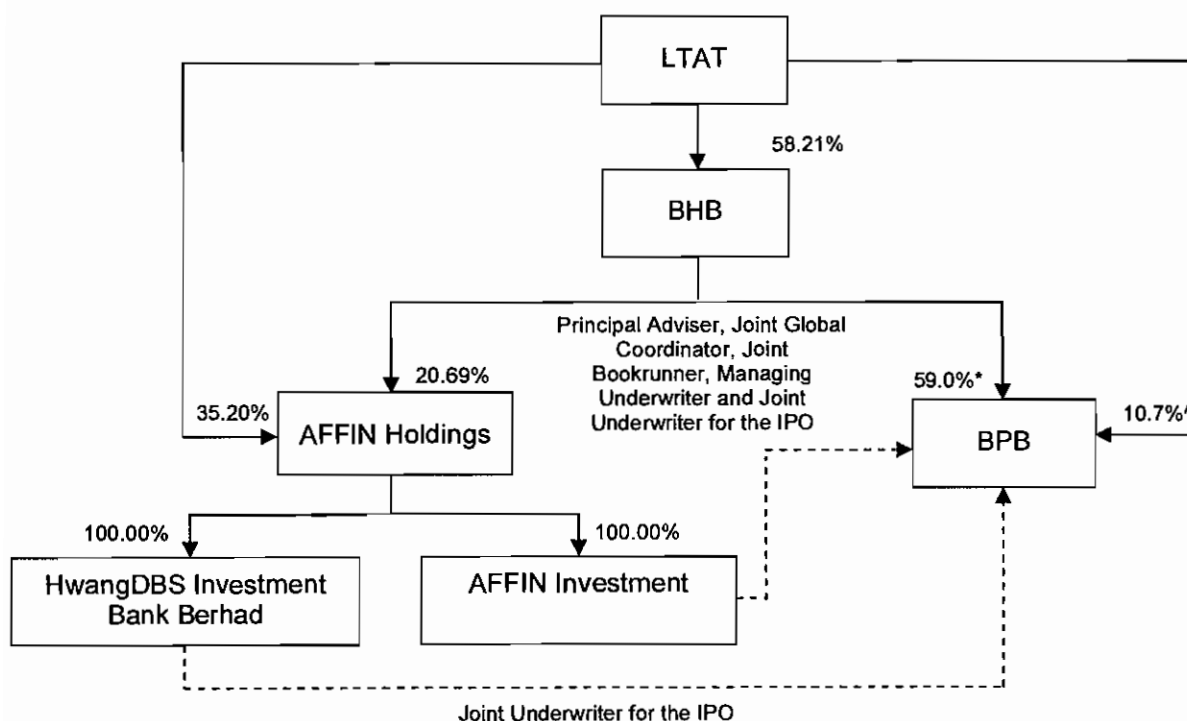 LTAT
58.21%
BHB
Principal Adviser, Joint Global
Coordinator, Joint
Bookrunner, Managing
Underwriter and Joint
Underwriter for the IPO
20.69%
59.0%*
35.20%
10.7%^
AFFIN Holdings
BPB
100.00%
100.00%
HwangDBS Investment
Bank Berhad
AFFIN Investment
Joint Underwriter for the IPO